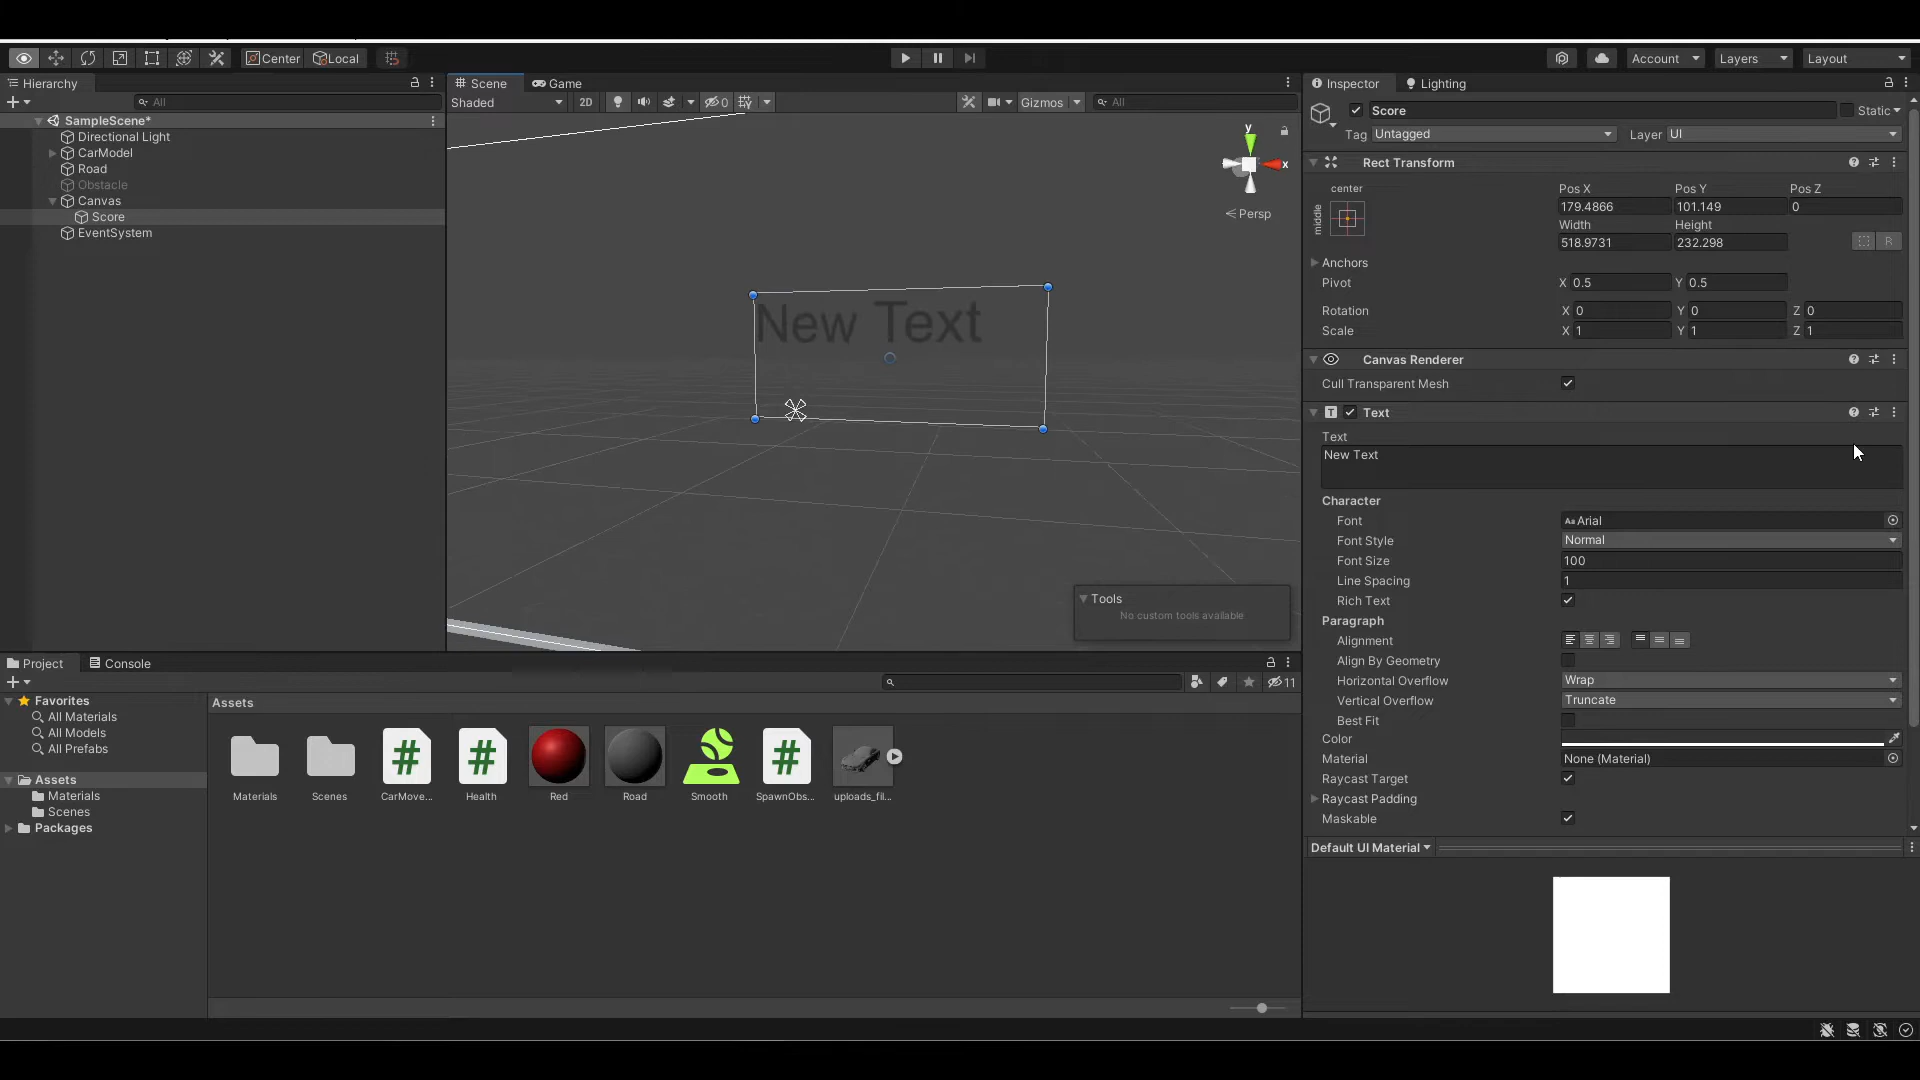 Center
Local
Account
Layers
Layout
Hierarchy
All
SampleScene*
Directional Light
CarModel
Road
Obstacle
Canvas
Score
EventSystem
Scene
Game
Shaded
2D
0
Gizmos
All
y
x
Persp
New Text
Tools
No custom tools available
Inspector
Lighting
Score
Static
Tag Untagged
Layer UI
Rect Transform
center
middle
Pos X Pos Y Pos Z
179.4866 101.149 0
Width Height
518.9731 232.298
R
Anchors
Pivot X 0.5 Y 0.5
Rotation X 0 Y 0 Z 0
Scale X 1 Y 1 Z 1
Canvas Renderer
Cull Transparent Mesh
Text
Text
New Text
Character
Font Aa Arial
Font Style Normal
Font Size 100
Line Spacing 1
Rich Text
Paragraph
Alignment
Align By Geometry
Horizontal Overflow Wrap
Vertical Overflow Truncate
Best Fit
Color
Material None (Material)
Raycast Target
Raycast Padding
Maskable
Default UI Material
Project
Console
11
Favorites
All Materials
All Models
All Prefabs
Assets
Materials
Scenes
Packages
Assets
Materials
Scenes
CarMove...
Health
Red
Road
Smooth
SpawnObs...
uploads_fil...